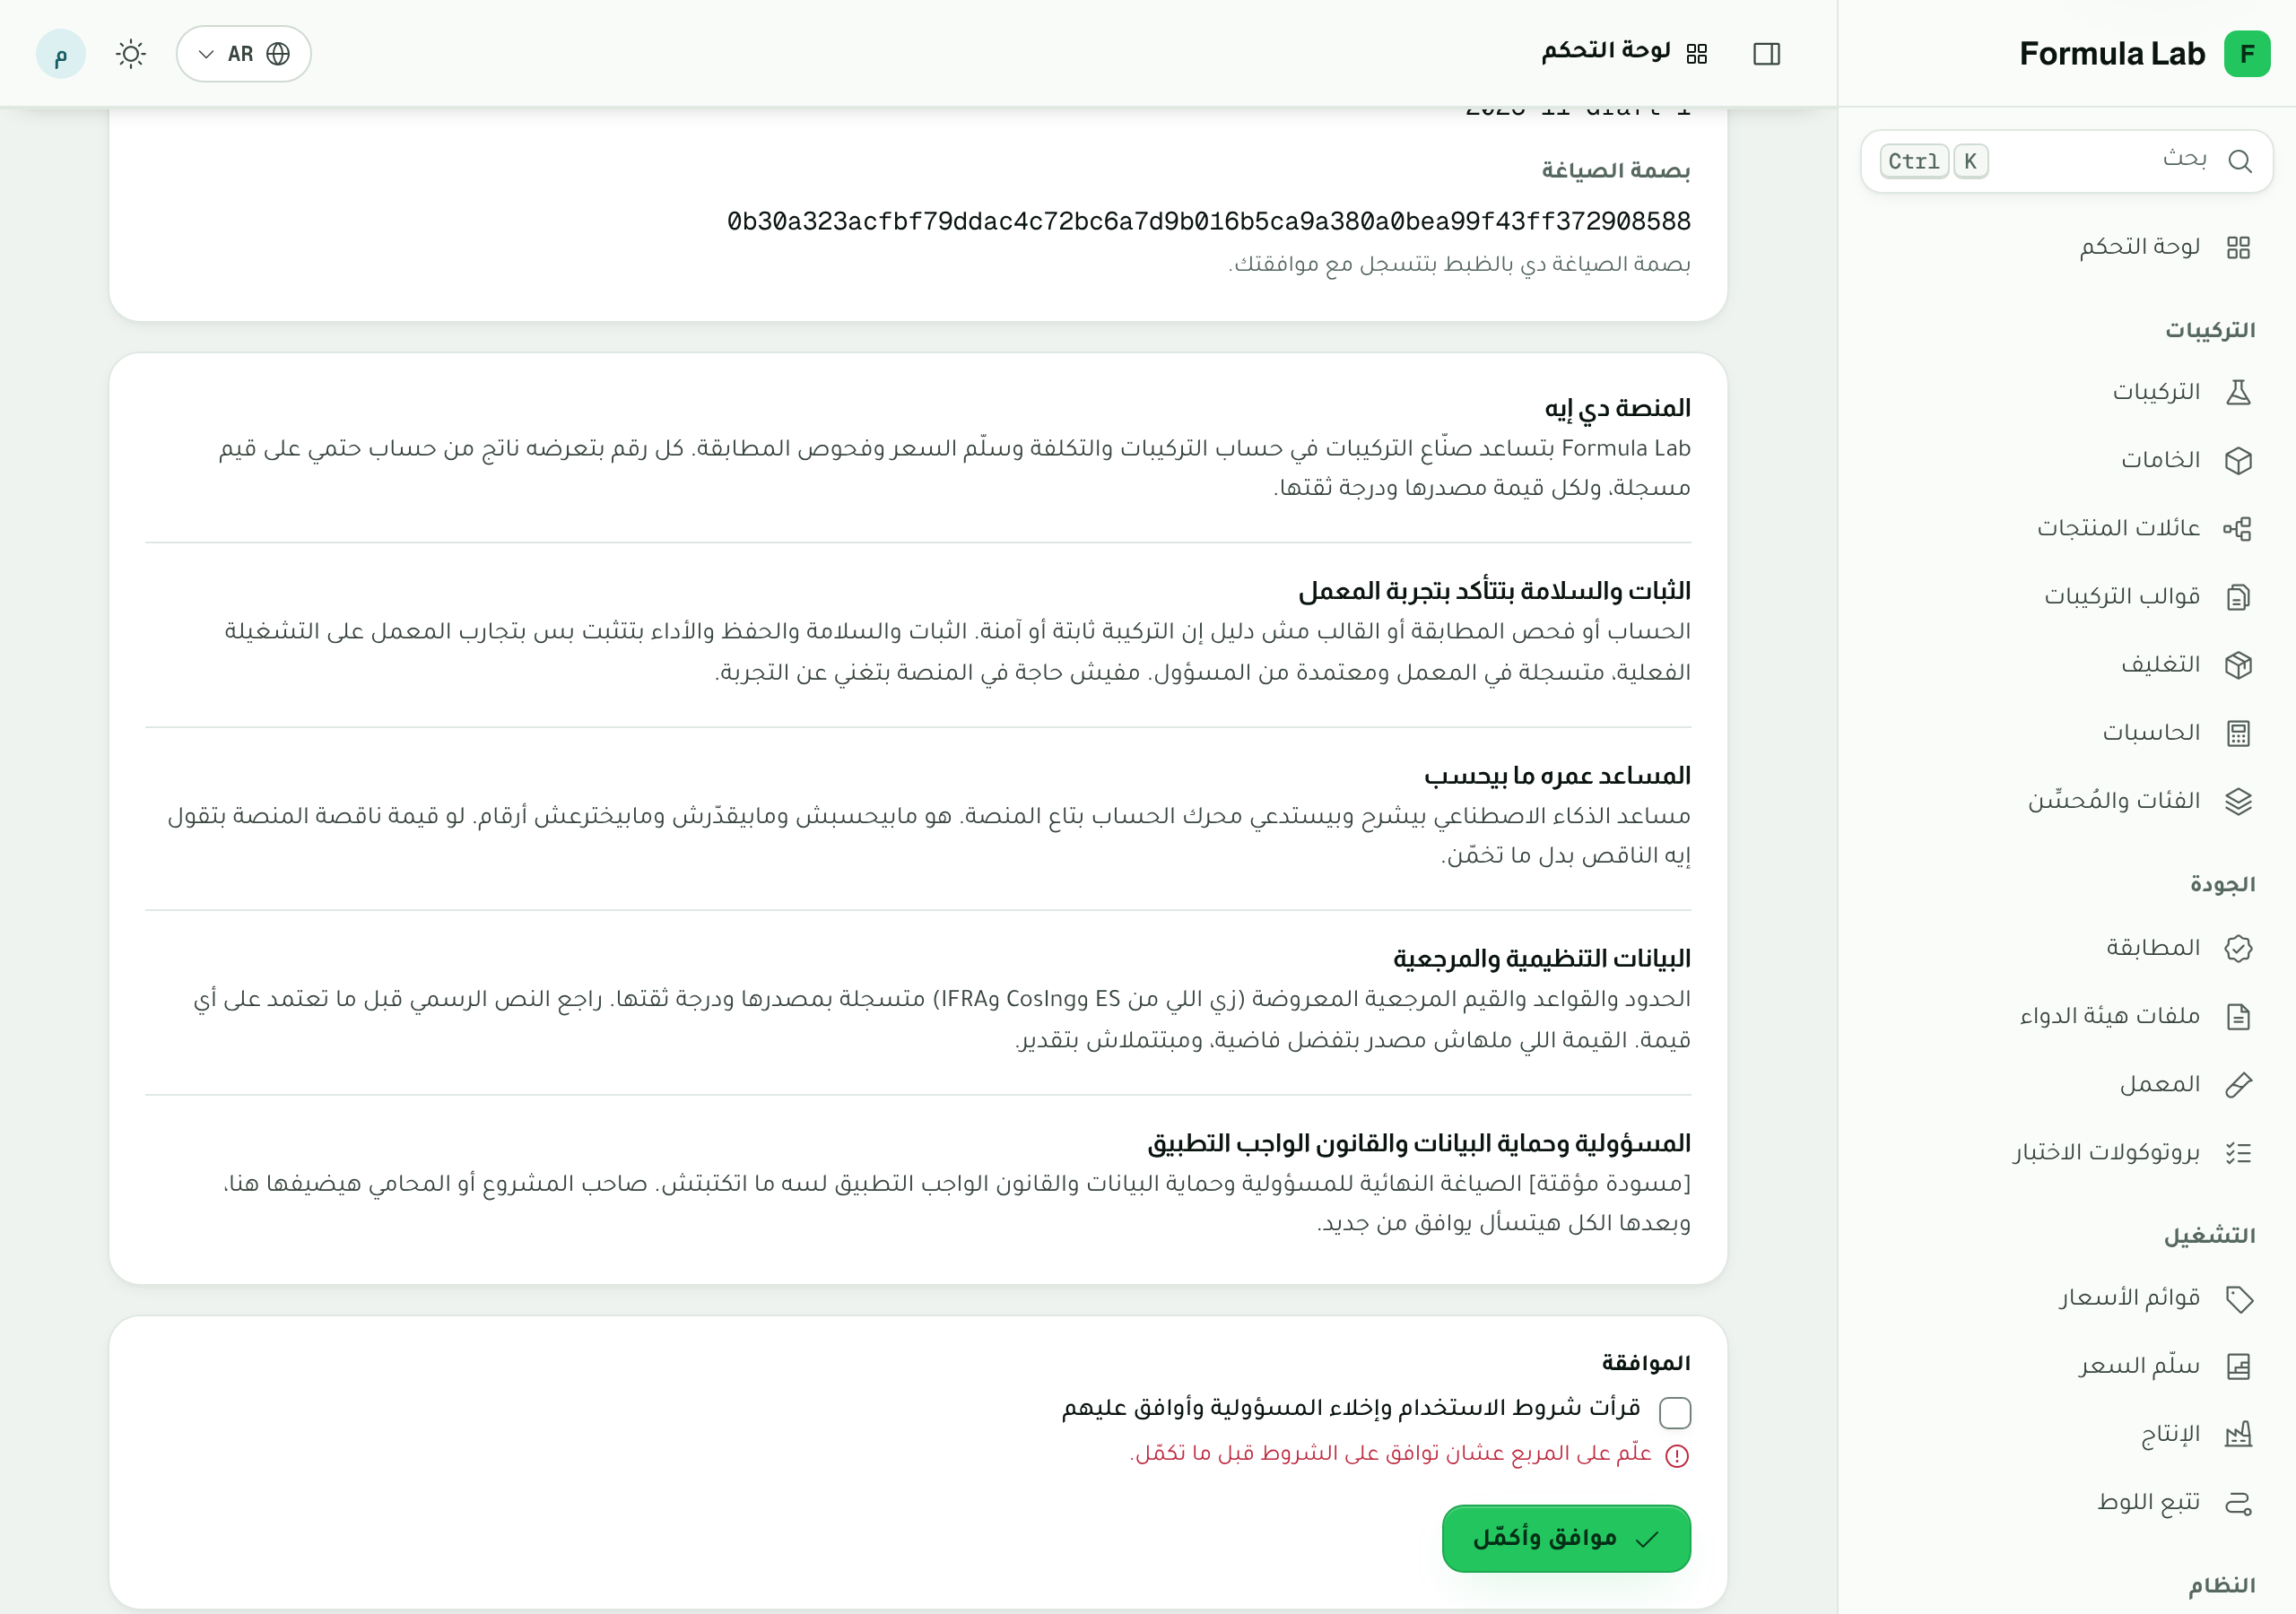 F Formula Lab
لوحة التحكم
AR
م
بحث
Ctrl K
لوحة التحكم
التركيبات
التركيبات
الخامات
عائلات المنتجات
قوالب التركيبات
التغليف
الحاسبات
الفئات والمُحسِّن
الجودة
المطابقة
ملفات هيئة الدواء
المعمل
بروتوكولات الاختبار
التشغيل
قوائم الأسعار
سلّم السعر
الإنتاج
تتبع اللوط
النظام
بصمة الصياغة
0b30a323acfbf79ddac4c72bc6a7d9b016b5ca9a380a0bea99f43ff372908588
بصمة الصياغة دي بالظبط بتتسجل مع موافقتك.
المنصة دي إيه
Formula Lab بتساعد صنّاع التركيبات في حساب التركيبات والتكلفة وسلّم السعر وفحوص المطابقة. كل رقم بتعرضه ناتج من حساب حتمي على قيم
مسجلة، ولكل قيمة مصدرها ودرجة ثقتها.
الثبات والسلامة بتتأكد بتجربة المعمل
الحساب أو فحص المطابقة أو القالب مش دليل إن التركيبة ثابتة أو آمنة. الثبات والسلامة والحفظ والأداء بتتثبت بس بتجارب المعمل على التشغيلة
الفعلية، متسجلة في المعمل ومعتمدة من المسؤول. مفيش حاجة في المنصة بتغني عن التجربة.
المساعد عمره ما بيحسب
مساعد الذكاء الاصطناعي بيشرح وبيستدعي محرك الحساب بتاع المنصة. هو مابيحسبش ومابيقدّرش ومابيخترعش أرقام. لو قيمة ناقصة المنصة بتقول
إيه الناقص بدل ما تخمّن.
البيانات التنظيمية والمرجعية
الحدود والقواعد والقيم المرجعية المعروضة (زي اللي من ES وCosIng وIFRA) متسجلة بمصدرها ودرجة ثقتها. راجع النص الرسمي قبل ما تعتمد على أي
قيمة. القيمة اللي ملهاش مصدر بتفضل فاضية، ومبتتملاش بتقدير.
المسؤولية وحماية البيانات والقانون الواجب التطبيق
[مسودة مؤقتة] الصياغة النهائية للمسؤولية وحماية البيانات والقانون الواجب التطبيق لسه ما اتكتبتش. صاحب المشروع أو المحامي هيضيفها هنا،
وبعدها الكل هيتسأل يوافق من جديد.
الموافقة
قرأت شروط الاستخدام وإخلاء المسؤولية وأوافق عليهم
علّم على المربع عشان توافق على الشروط قبل ما تكمّل.
موافق وأكمّل